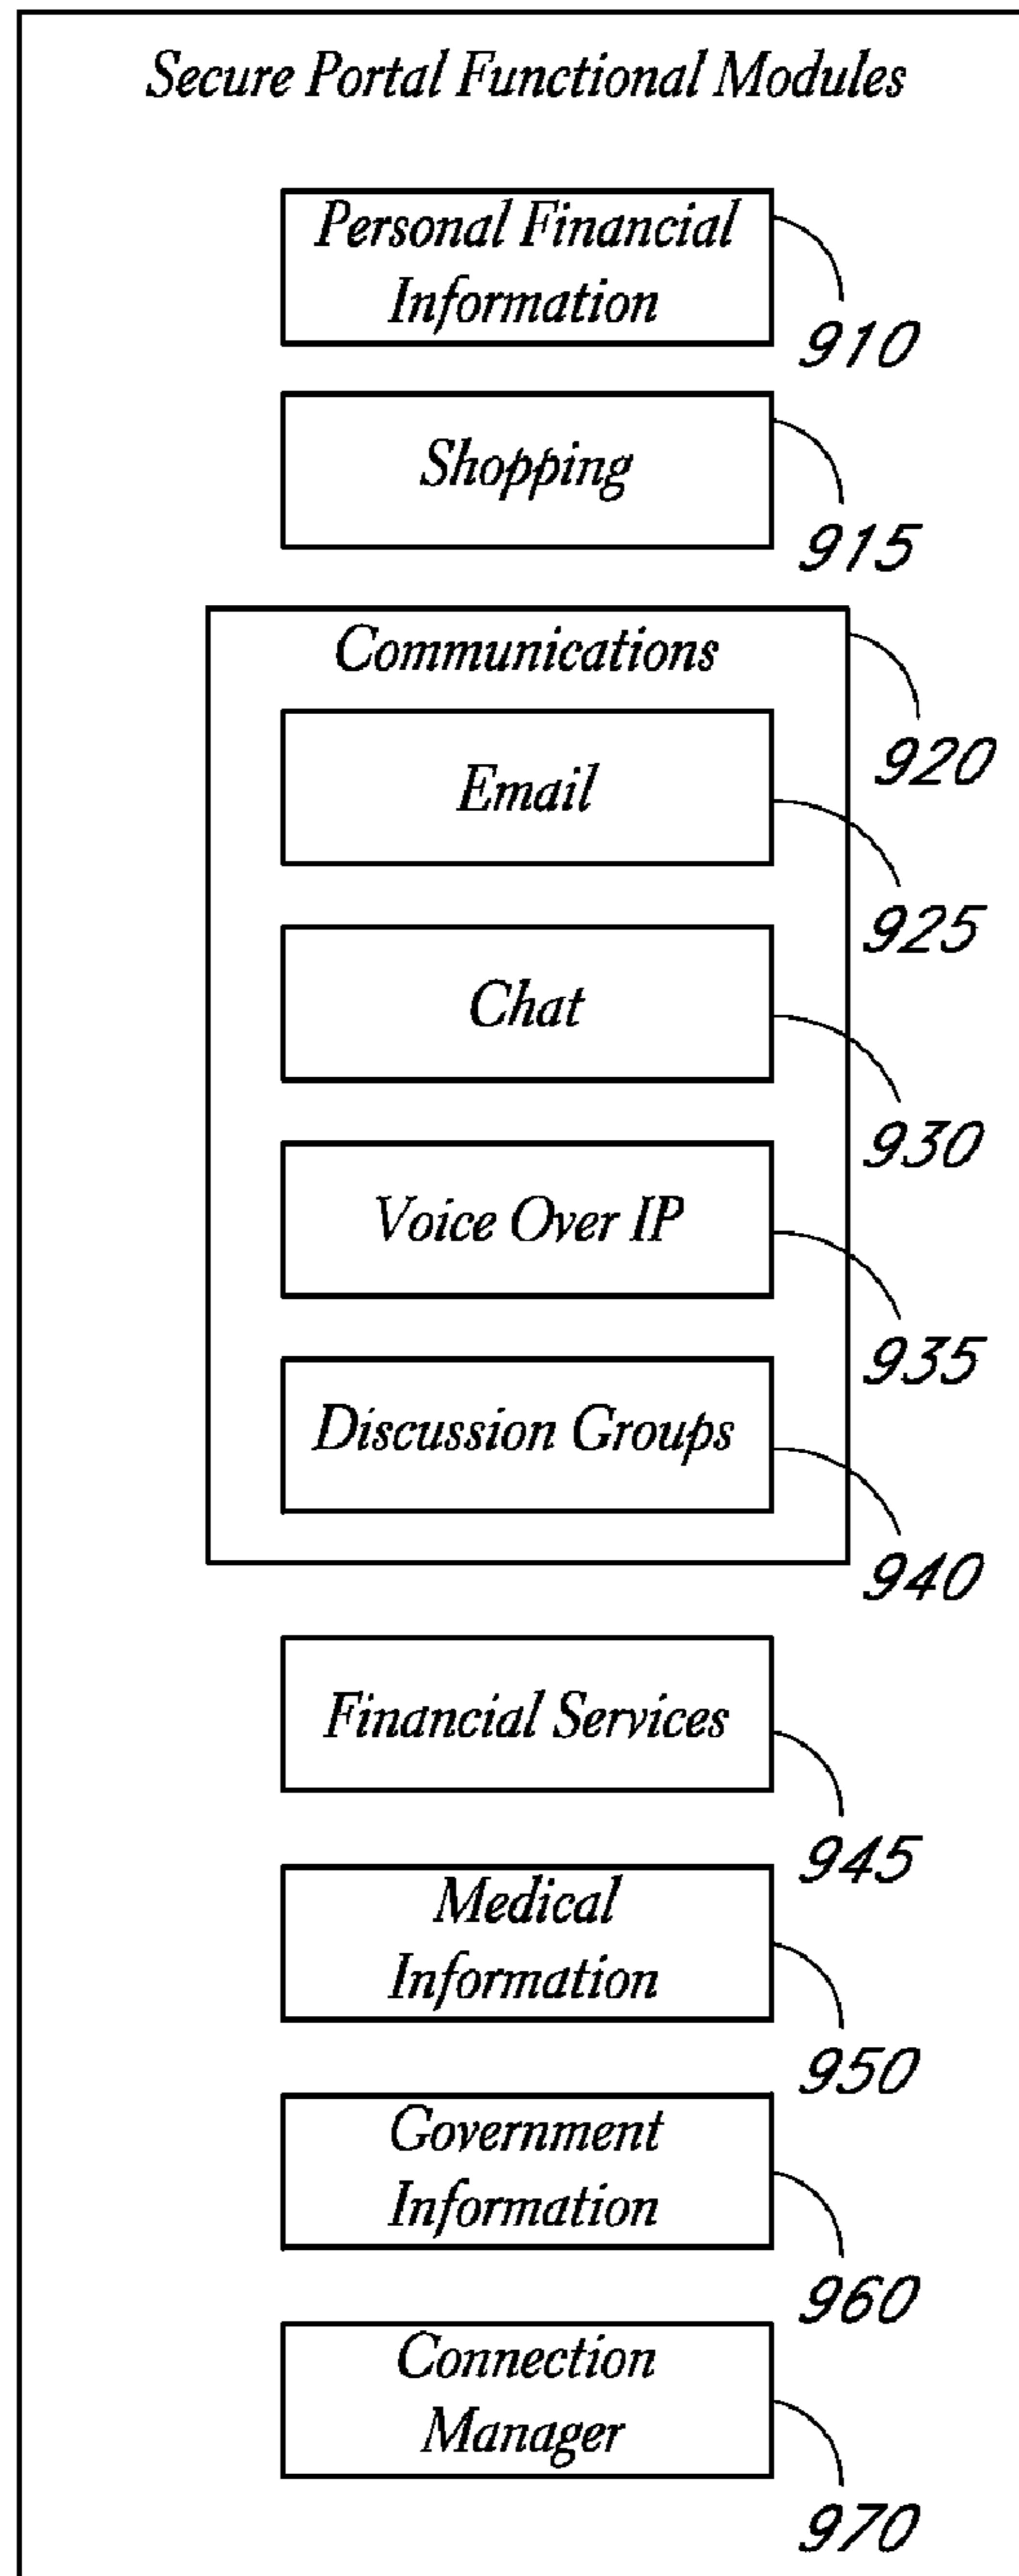 Secure Portal Functional Modules
Personal Financial
Information
910
Shopping
915
Communications
920
Email
925
Chat
930
Voice Over IP
935
Discussion Groups
940
Financial Services
945
Medical
Information
950
Government
Information
960
Connection
Manager
970